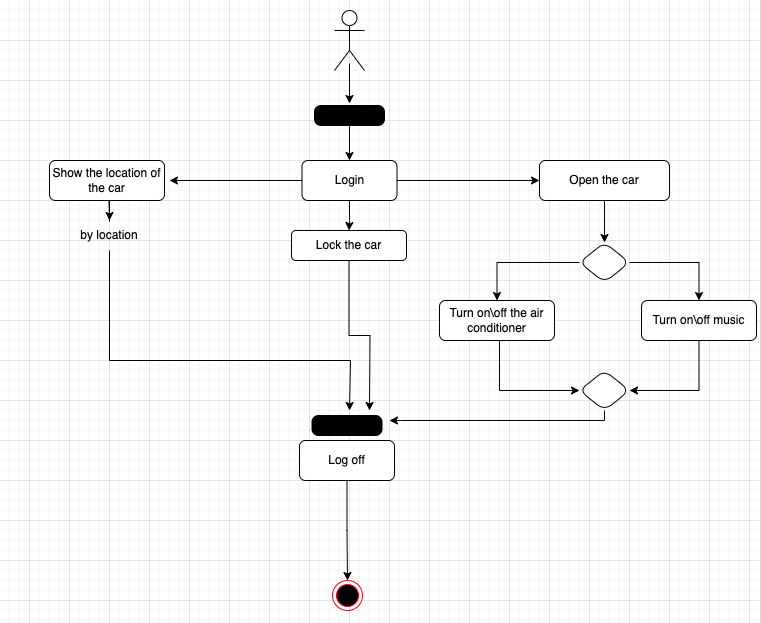 Show the location of
the car
Login
Open the car
by location
Lock the car
Turn on\off the air
conditioner
Turn on\off music
Log off